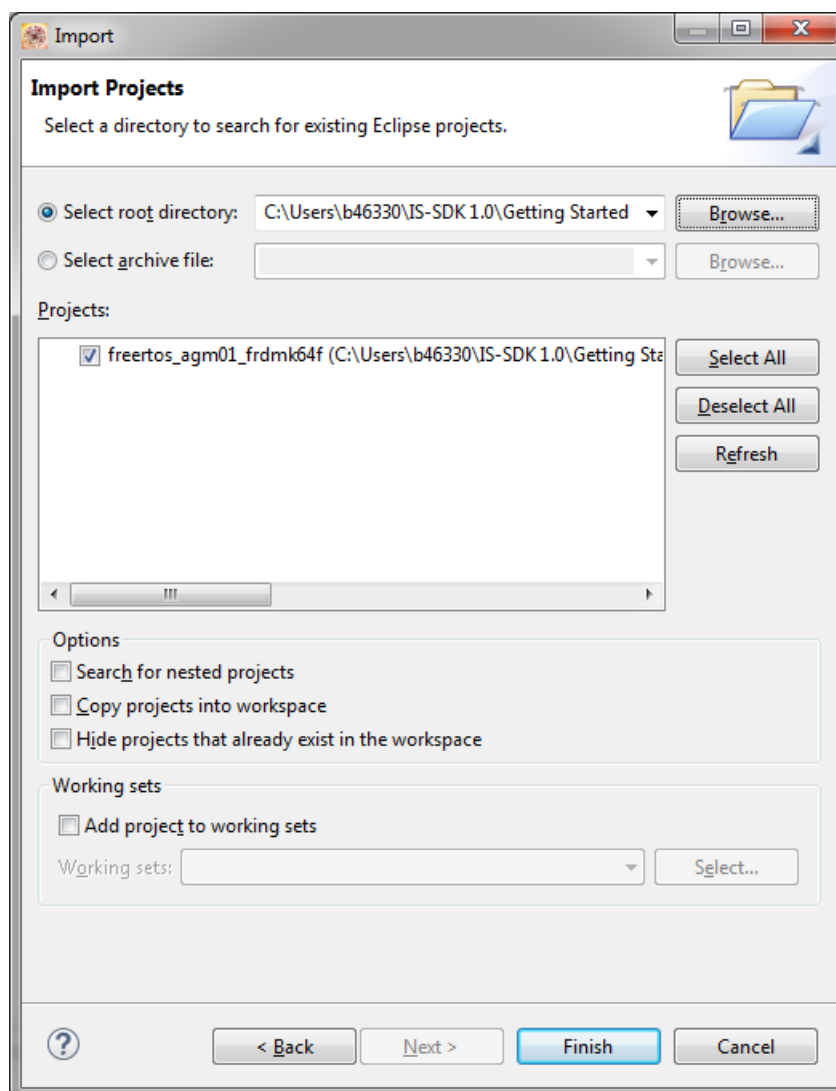 Import
Import Projects
Select a directory to search for existing Eclipse projects.
Select root directory: C:\Users\b46330\IS-SDK 1.0\Getting Started Browse...
Select archive file: Browse...
Projects:
freertos_agm01_frdmk64f (C:\Users\b46330\IS-SDK 1.0\Getting Sta
Select All
Deselect All
Refresh
Options
Search for nested projects
Copy projects into workspace
Hide projects that already exist in the workspace
Working sets
Add project to working sets
Working sets: Select...
? < Back Next > Finish Cancel